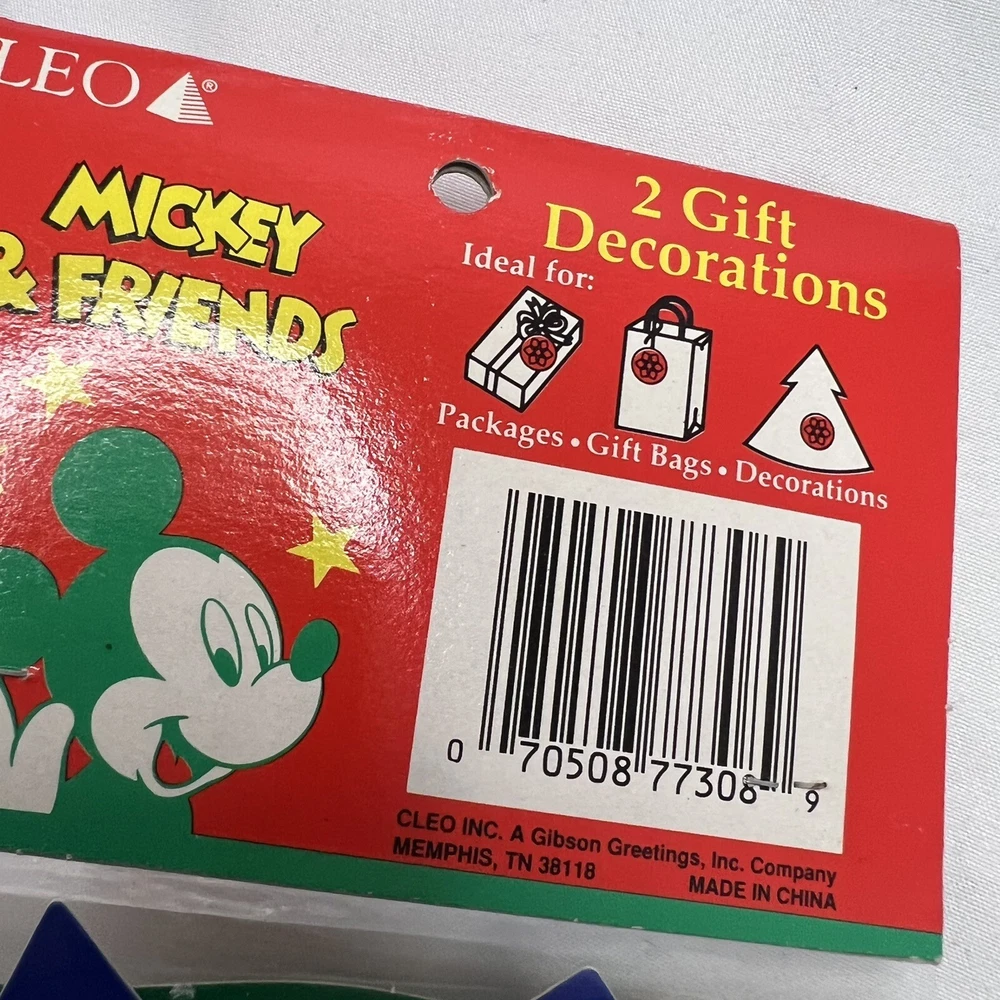 LEO ®
MICKEY
& FRIENDS
2 Gift
Decorations
Ideal for:
Packages • Gift Bags • Decorations
0 70508 77308 9
CLEO INC. A Gibson Greetings, Inc. Company
MEMPHIS, TN 38118
MADE IN CHINA